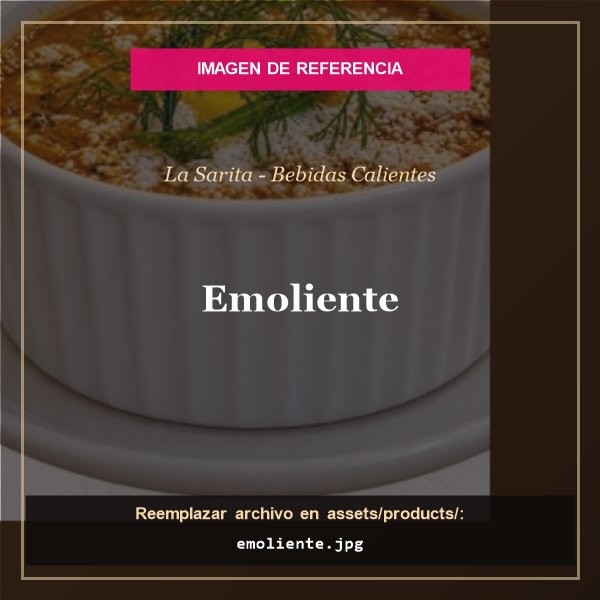 IMAGEN DE REFERENCIA
La Sarita - Bebidas Calientes
Emoliente
Reemplazar archivo en assets/products/:
emoliente.jpg